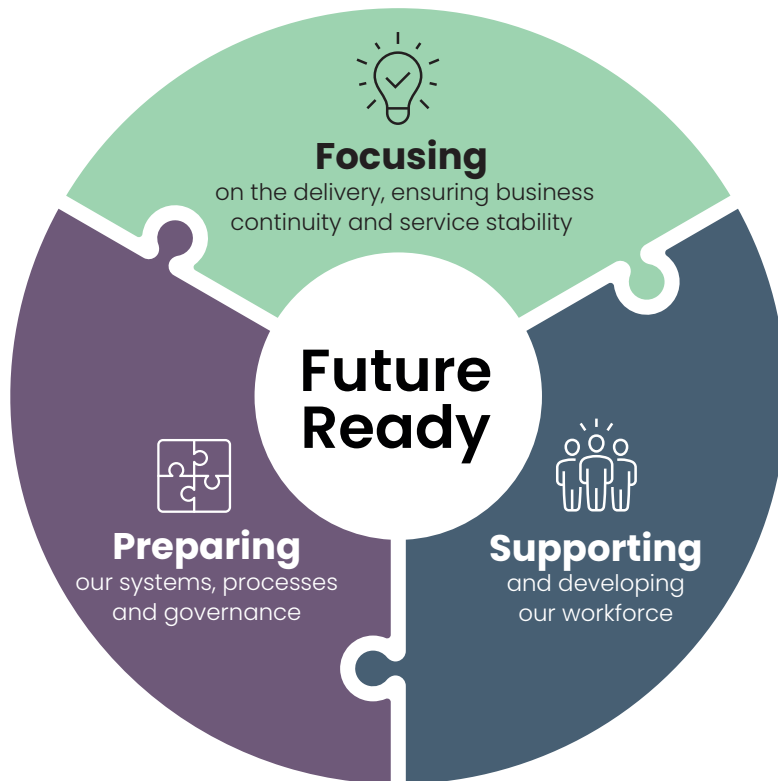 Focusing
on the delivery, ensuring business
continuity and service stability
Future
Ready
Preparing
our systems, processes
and governance
Supporting
and developing
our workforce